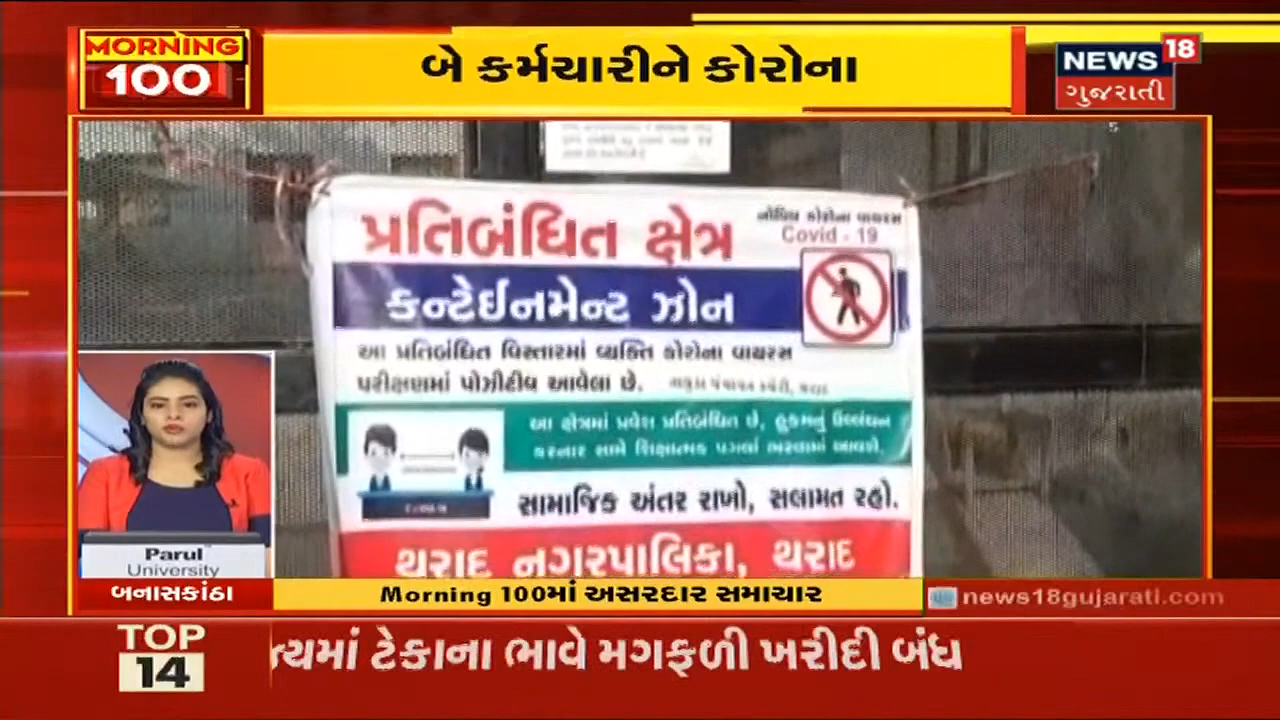 MORNING
100
બે કર્મચારીને કોરોના
NEWS 18
ગુજરાતી
પ્રતિબંધિત ક્ષેત્ર
નોવેલ કોરોના વાયરસ
Covid - 19
કન્ટેઈનમેન્ટ ઝોન
આ પ્રતિબંધિત વિસ્તારમાં વ્યક્તિ કોરોના વાયરસ
પરીક્ષણમાં પોઝીટીવ આવેલા છે.
આ ક્ષેત્રમાં પ્રવેશ પ્રતિબંધિત છે, હુકમનું ઉલ્લંઘન
કરનાર સામે શિક્ષાત્મક પગલાં ભરવામાં આવશે.
સામાજિક અંતર રાખો, સલામત રહો.
થરાદ નગરપાલિકા, થરાદ
Parul
University
બનાસકાંઠા
Morning 100માં અસરદાર સમાચાર
news18gujarati.com
TOP
14
ટેકાના ભાવે મગફળી ખરીદી બંધ